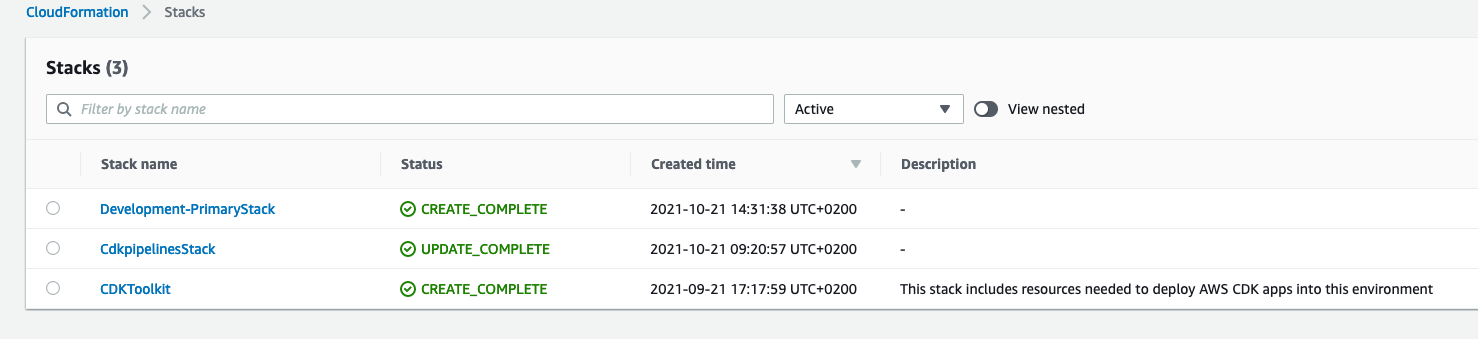 CloudFormation > Stacks
Stacks (3)
Filter by stack name Active View nested
Stack name Status Created time Description
Development-PrimaryStack CREATE_COMPLETE 2021-10-21 14:31:38 UTC+0200 -
CdkpipelinesStack UPDATE_COMPLETE 2021-10-21 09:20:57 UTC+0200 -
CDKToolkit CREATE_COMPLETE 2021-09-21 17:17:59 UTC+0200 This stack includes resources needed to deploy AWS CDK apps into this environment